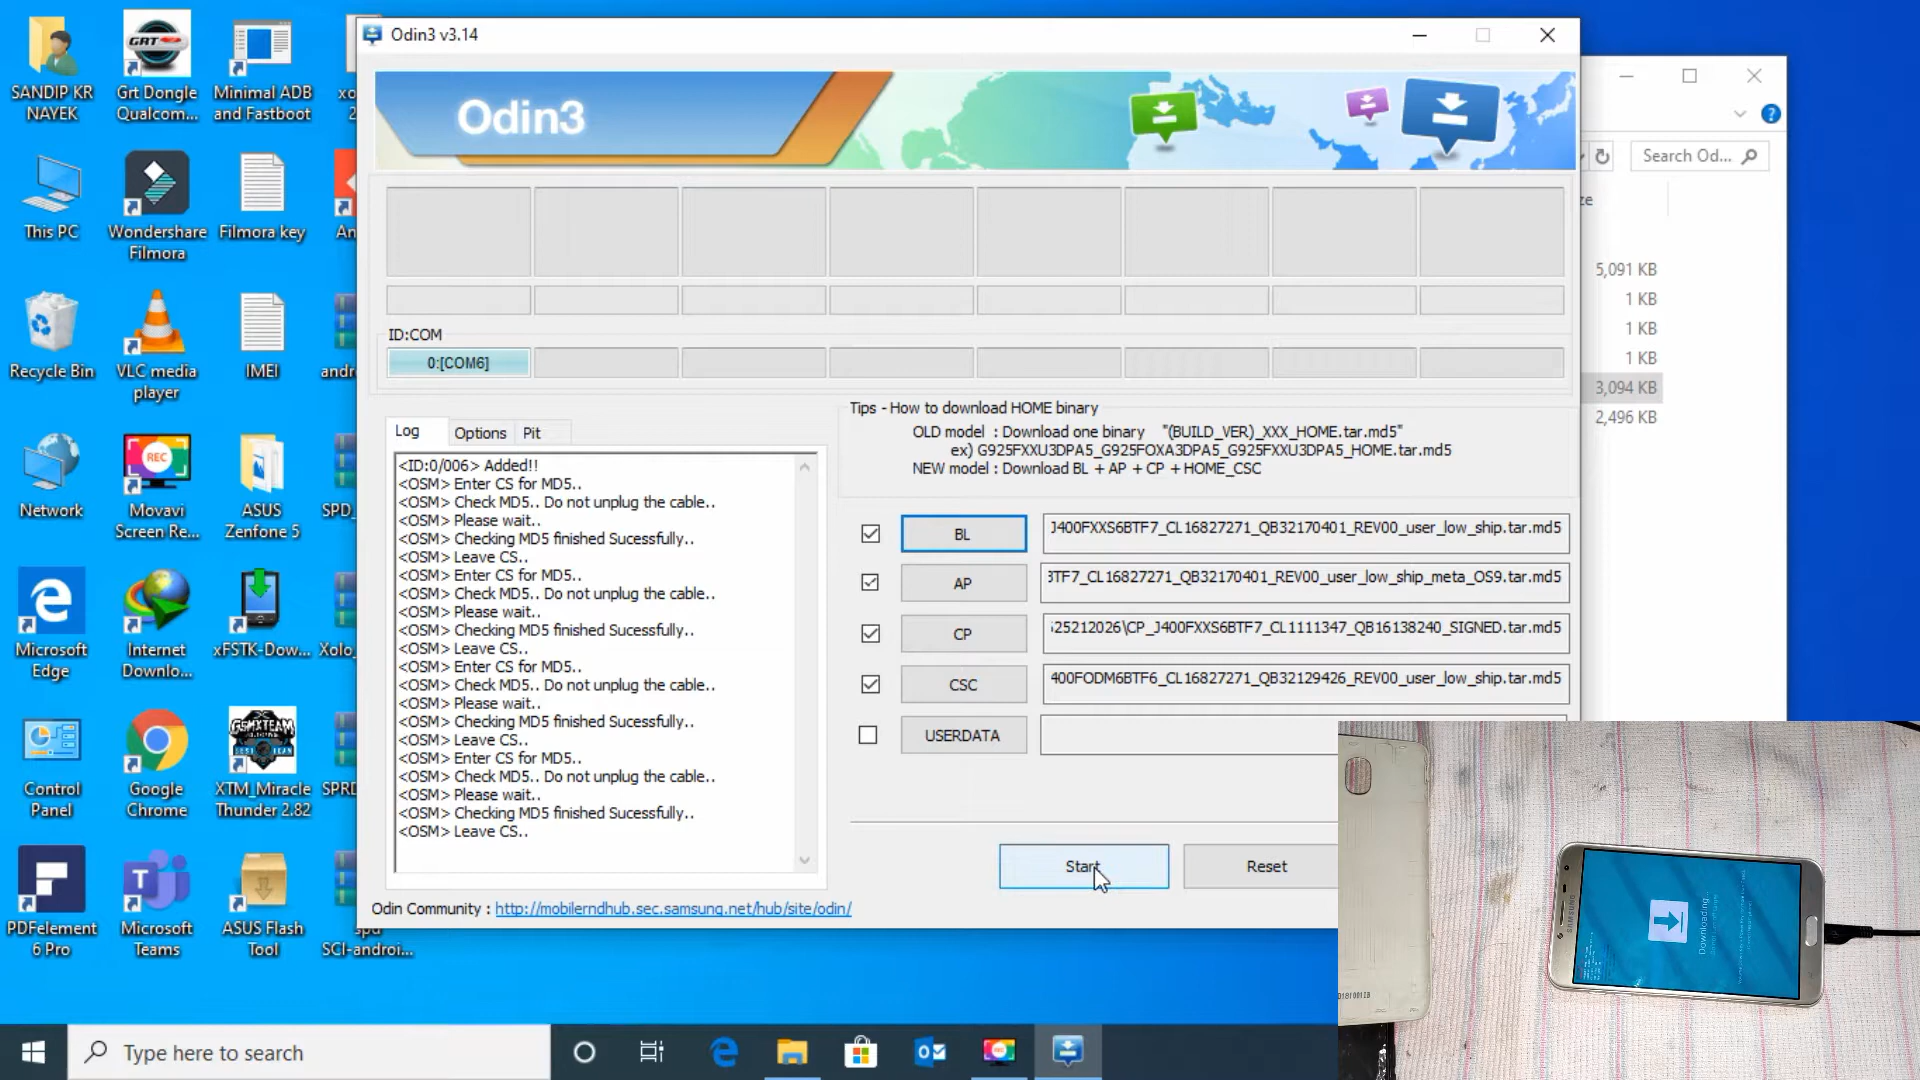 SANDIP KR
NAYEK
Grt Dongle
Qualcom...
Minimal ADB
and Fastboot
This PC
Wondershare
Filmora
Filmora key
Recycle Bin
VLC media
player
IMEI
Network
REC
Movavi
Screen Re...
ASUS
Zenfone 5
Microsoft
Edge
Internet
Downlo...
xFSTK-Dow...
Control
Panel
Google
Chrome
XTM_Miracle
Thunder 2.82
PDFelement
6 Pro
Microsoft
Teams
ASUS Flash
Tool
SCI-androi...
Odin3 v3.14
Odin3
ID:COM
0:[COM6]
Log
Options
Pit
<ID:0/006> Added!!
<OSM> Enter CS for MD5..
<OSM> Check MD5.. Do not unplug the cable..
<OSM> Please wait..
<OSM> Checking MD5 finished Sucessfully..
<OSM> Leave CS..
<OSM> Enter CS for MD5..
<OSM> Check MD5.. Do not unplug the cable..
<OSM> Please wait..
<OSM> Checking MD5 finished Sucessfully..
<OSM> Leave CS..
<OSM> Enter CS for MD5..
<OSM> Check MD5.. Do not unplug the cable..
<OSM> Please wait..
<OSM> Checking MD5 finished Sucessfully..
<OSM> Leave CS..
<OSM> Enter CS for MD5..
<OSM> Check MD5.. Do not unplug the cable..
<OSM> Please wait..
<OSM> Checking MD5 finished Sucessfully..
<OSM> Leave CS..
Tips - How to download HOME binary
OLD model : Download one binary "(BUILD_VER)_XXX_HOME.tar.md5"
ex) G925FXXU3DPA5_G925FOXA3DPA5_G925FXXU3DPA5_HOME.tar.md5
NEW model : Download BL + AP + CP + HOME_CSC
BL
J400FXXS6BTF7_CL16827271_QB32170401_REV00_user_low_ship.tar.md5
AP
BTF7_CL16827271_QB32170401_REV00_user_low_ship_meta_OS9.tar.md5
CP
25212026\CP_J400FXXS6BTF7_CL1111347_QB16138240_SIGNED.tar.md5
CSC
400FODM6BTF6_CL16827271_QB32129426_REV00_user_low_ship.tar.md5
USERDATA
Start
Reset
Odin Community : http://mobilerndhub.sec.samsung.net/hub/site/odin/
Search Od...
5,091 KB
1 KB
1 KB
1 KB
3,094 KB
2,496 KB
SAMSUNG
Downloading
Type here to search